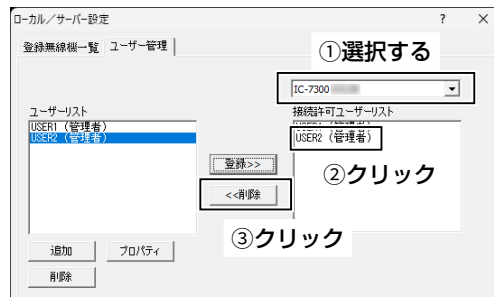 ローカル／サーバー設定
? ×
登録無線機一覧 ユーザー管理
①選択する
IC-7300
ユーザーリスト
接続許可ユーザーリスト
USER1 (管理者)
USER2 (管理者)
USER2 (管理者)
登録>>
②クリック
<<削除
③クリック
追加 プロパティ
削除